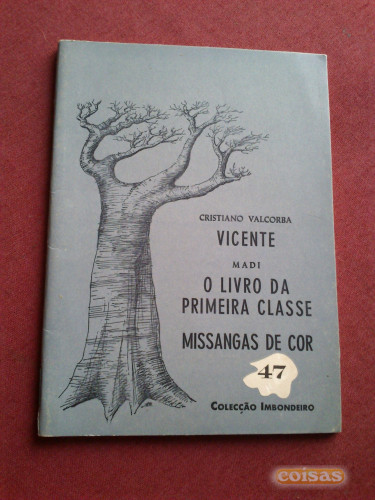 CRISTIANO VALCORBA
VICENTE
MADI
O LIVRO DA
PRIMEIRA CLASSE
MISSANGAS DE COR
47
COLECÇÃO IMBONDEIRO
coisas